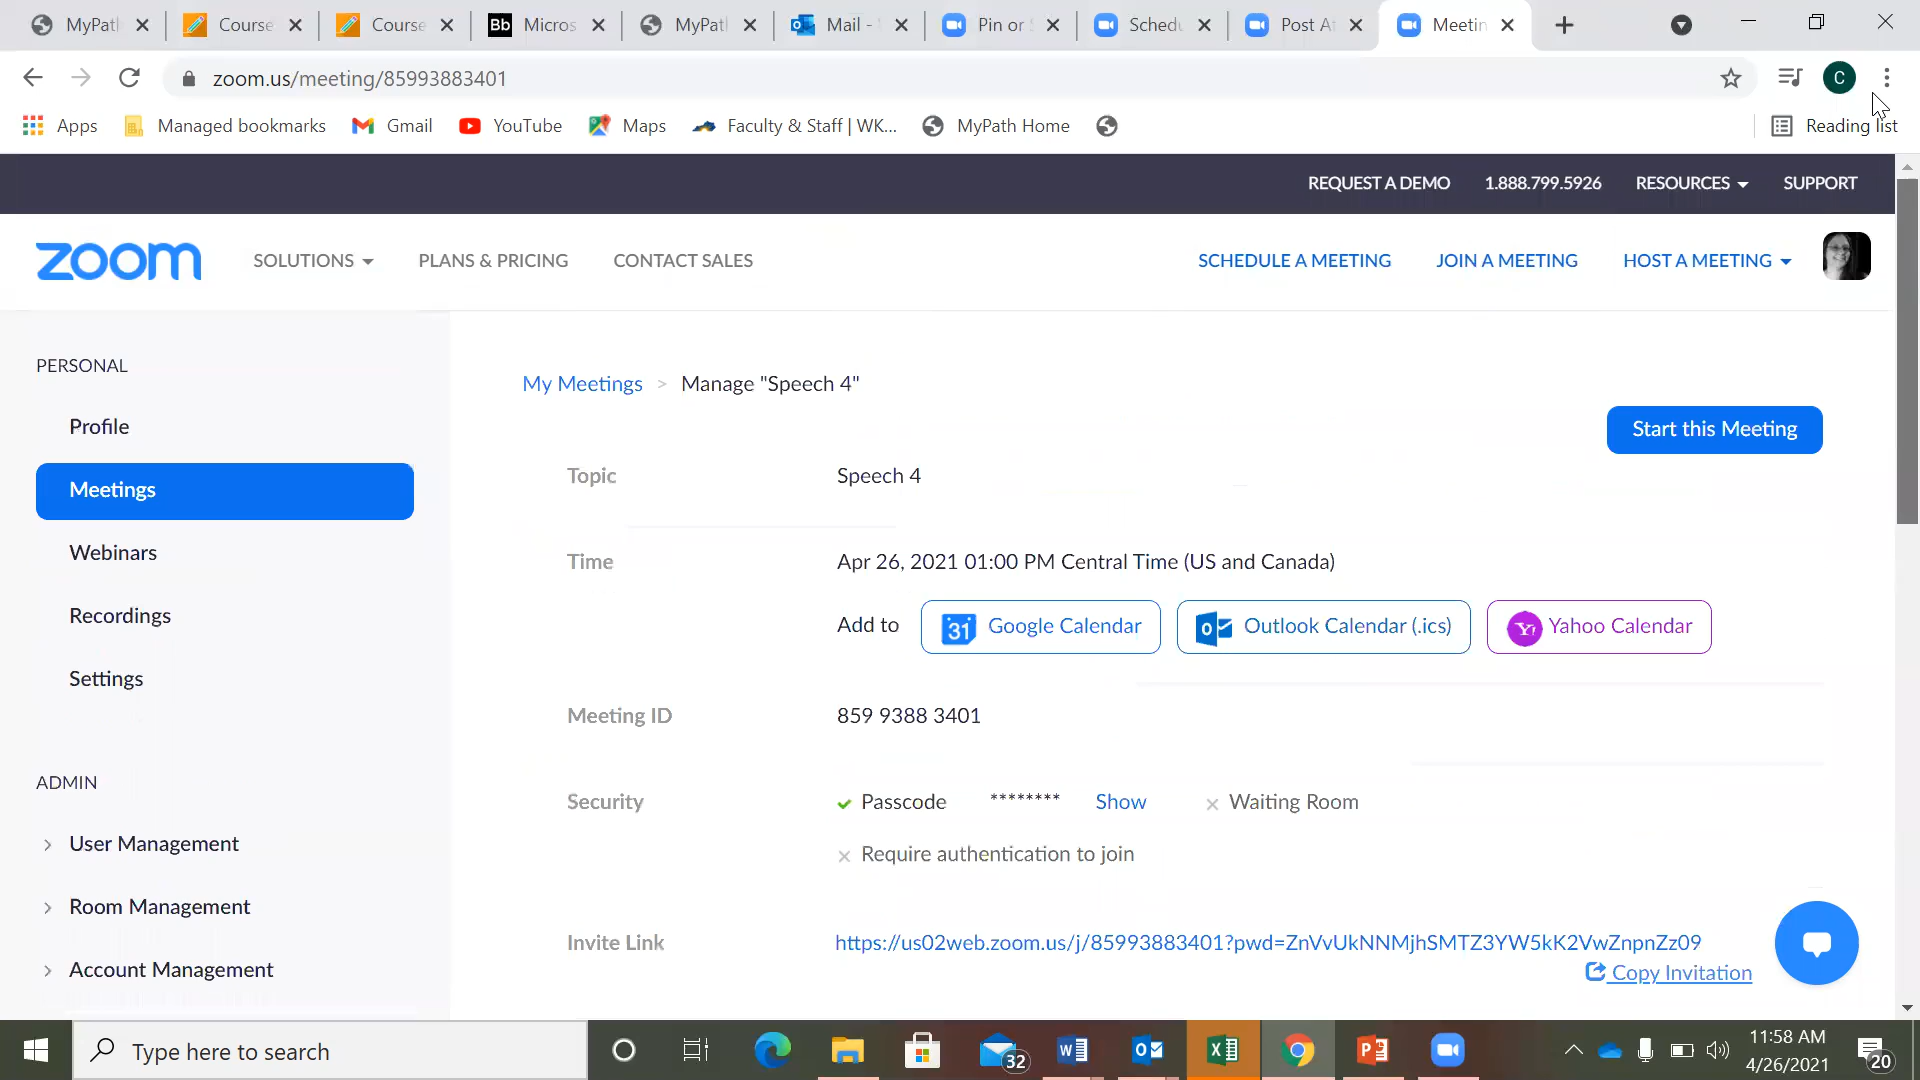 MyPath Course Course Bb Micros MyPath Mail - Pin or Schedu Post At Meetin
zoom.us/meeting/85993883401 C
Apps Managed bookmarks Gmail YouTube Maps Faculty & Staff | WK... MyPath Home Reading list
REQUEST A DEMO 1.888.799.5926 RESOURCES SUPPORT
zoom SOLUTIONS PLANS & PRICING CONTACT SALES SCHEDULE A MEETING JOIN A MEETING HOST A MEETING
PERSONAL
Profile
Meetings
Webinars
Recordings
Settings
ADMIN
User Management
Room Management
Account Management
My Meetings > Manage "Speech 4"
Start this Meeting
Topic Speech 4
Time Apr 26, 2021 01:00 PM Central Time (US and Canada)
Add to 31 Google Calendar Outlook Calendar (.ics) Yahoo Calendar
Meeting ID 859 9388 3401
Security Passcode ******** Show Waiting Room
Require authentication to join
Invite Link https://us02web.zoom.us/j/85993883401?pwd=ZnVvUkNNMjhSMTZ3YW5kK2VwZnpnZz09
Copy Invitation
Type here to search 32 11:58 AM
4/26/2021 20